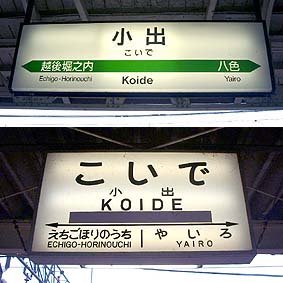 小出
こいで
越後堀之内 八色
Echigo-Horinouchi Koide Yairo
こいで
小出
KOIDE
えちごほりのうち やいろ
ECHIGO-HORINOUCHI YAIRO